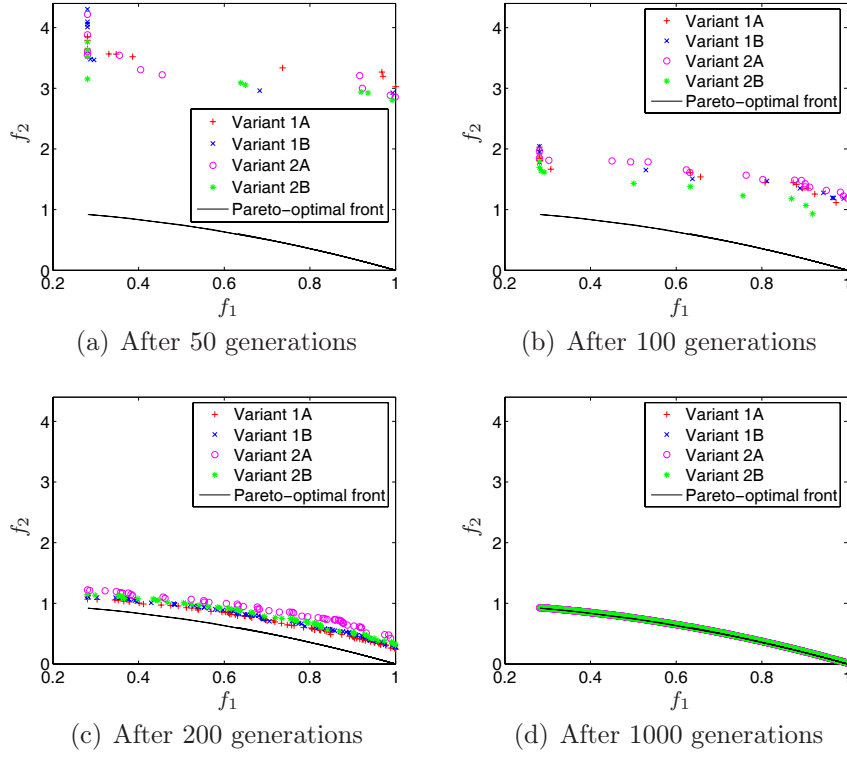 4
3
2
1
0
0.2
0.4
0.6
0.8
1
f₂
f₁
Variant 1A
Variant 1B
Variant 2A
Variant 2B
Pareto-optimal front
(a) After 50 generations
4
3
2
1
0
0.2
0.4
0.6
0.8
1
f₂
f₁
Variant 1A
Variant 1B
Variant 2A
Variant 2B
Pareto-optimal front
(b) After 100 generations
4
3
2
1
0
0.2
0.4
0.6
0.8
1
f₂
f₁
Variant 1A
Variant 1B
Variant 2A
Variant 2B
Pareto-optimal front
(c) After 200 generations
4
3
2
1
0
0.2
0.4
0.6
0.8
1
f₂
f₁
Variant 1A
Variant 1B
Variant 2A
Variant 2B
Pareto-optimal front
(d) After 1000 generations